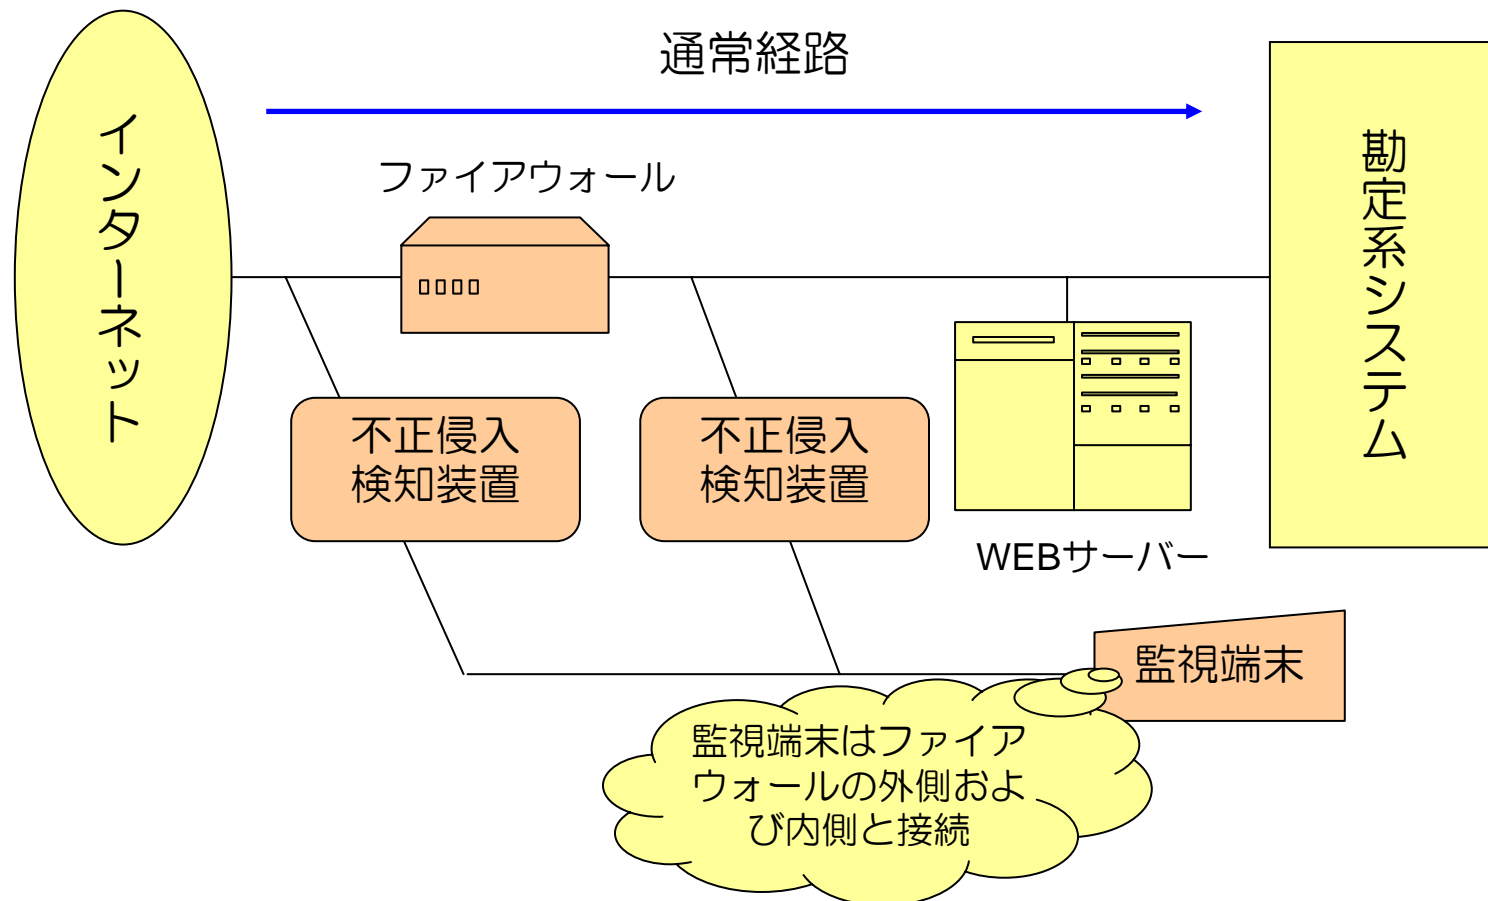 通常経路
インターネット
ファイアウォール
勘定系システム
不正侵入
検知装置
不正侵入
検知装置
WEBサーバー
監視端末
監視端末はファイア
ウォールの外側およ
び内側と接続